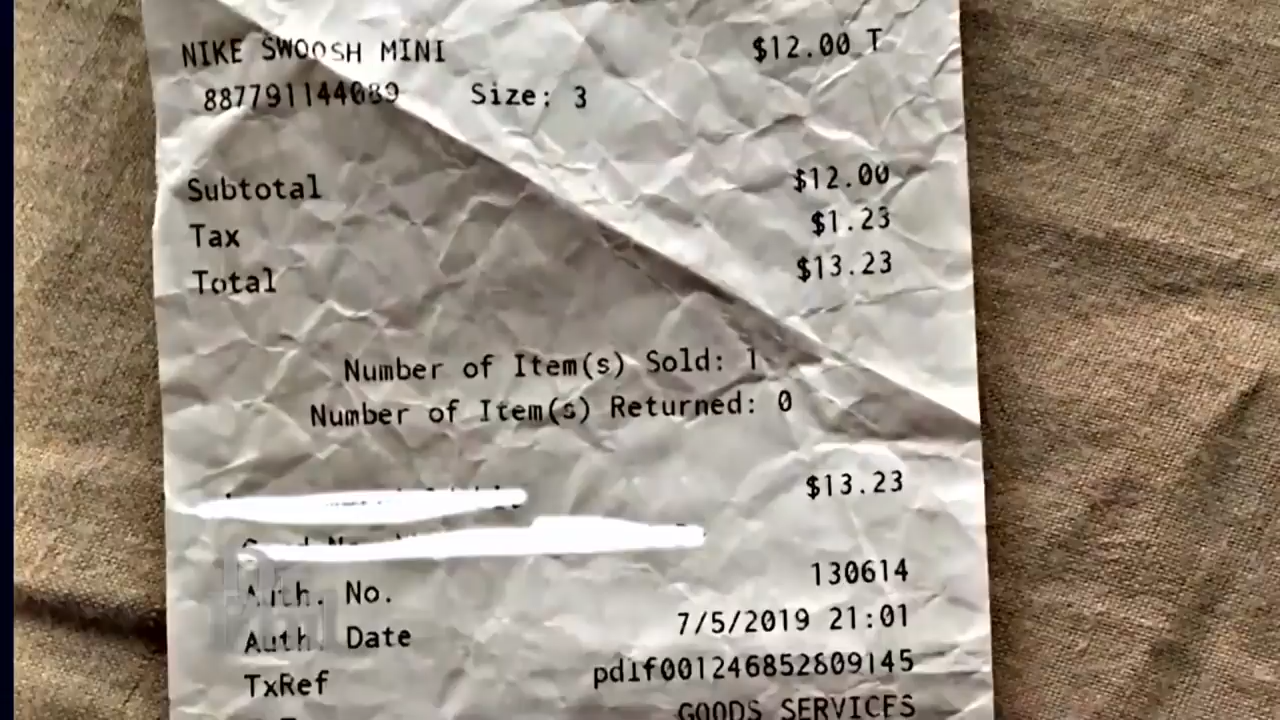 NIKE SWOOSH MINI $12.00 T
887791144089 Size: 3
Subtotal $12.00
Tax $1.23
Total $13.23
Number of Item(s) Sold: 1
Number of Item(s) Returned: 0
$13.23
Auth. No. 130614
Auth. Date 7/5/2019 21:01
TxRef pdlf001246852809145
GOODS SERVICES